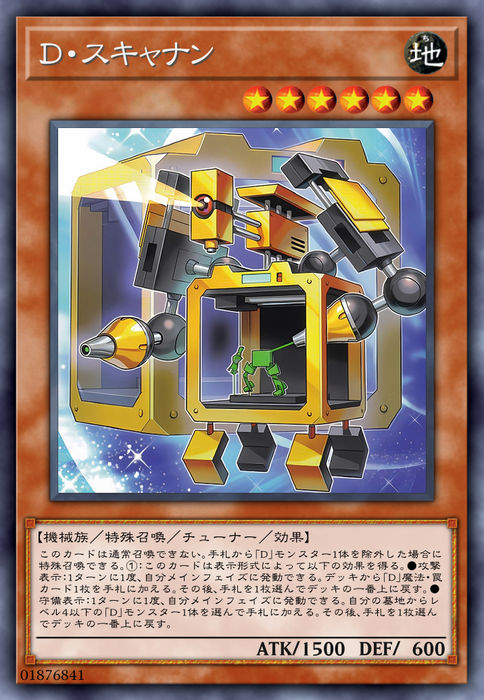 D・スキャナン
ち
地
【機械族／特殊召喚／チューナー／効果】
このカードは通常召喚できない。手札から「D」モンスター1体を除外した場合に
特殊召喚できる。①：このカードは表示形式によって以下の効果を得る。●攻撃
表示：1ターンに1度、自分メインフェイズに発動できる。デッキから「D」魔法・罠
カード1枚を手札に加える。その後、手札を1枚選んでデッキの一番上に戻す。●
守備表示：1ターンに1度、自分メインフェイズに発動できる。自分の墓地からレ
ベル4以下の「D」モンスター1体を選んで手札に加える。その後、手札を1枚選ん
でデッキの一番上に戻す。
ATK/1500 DEF/ 600
01876841